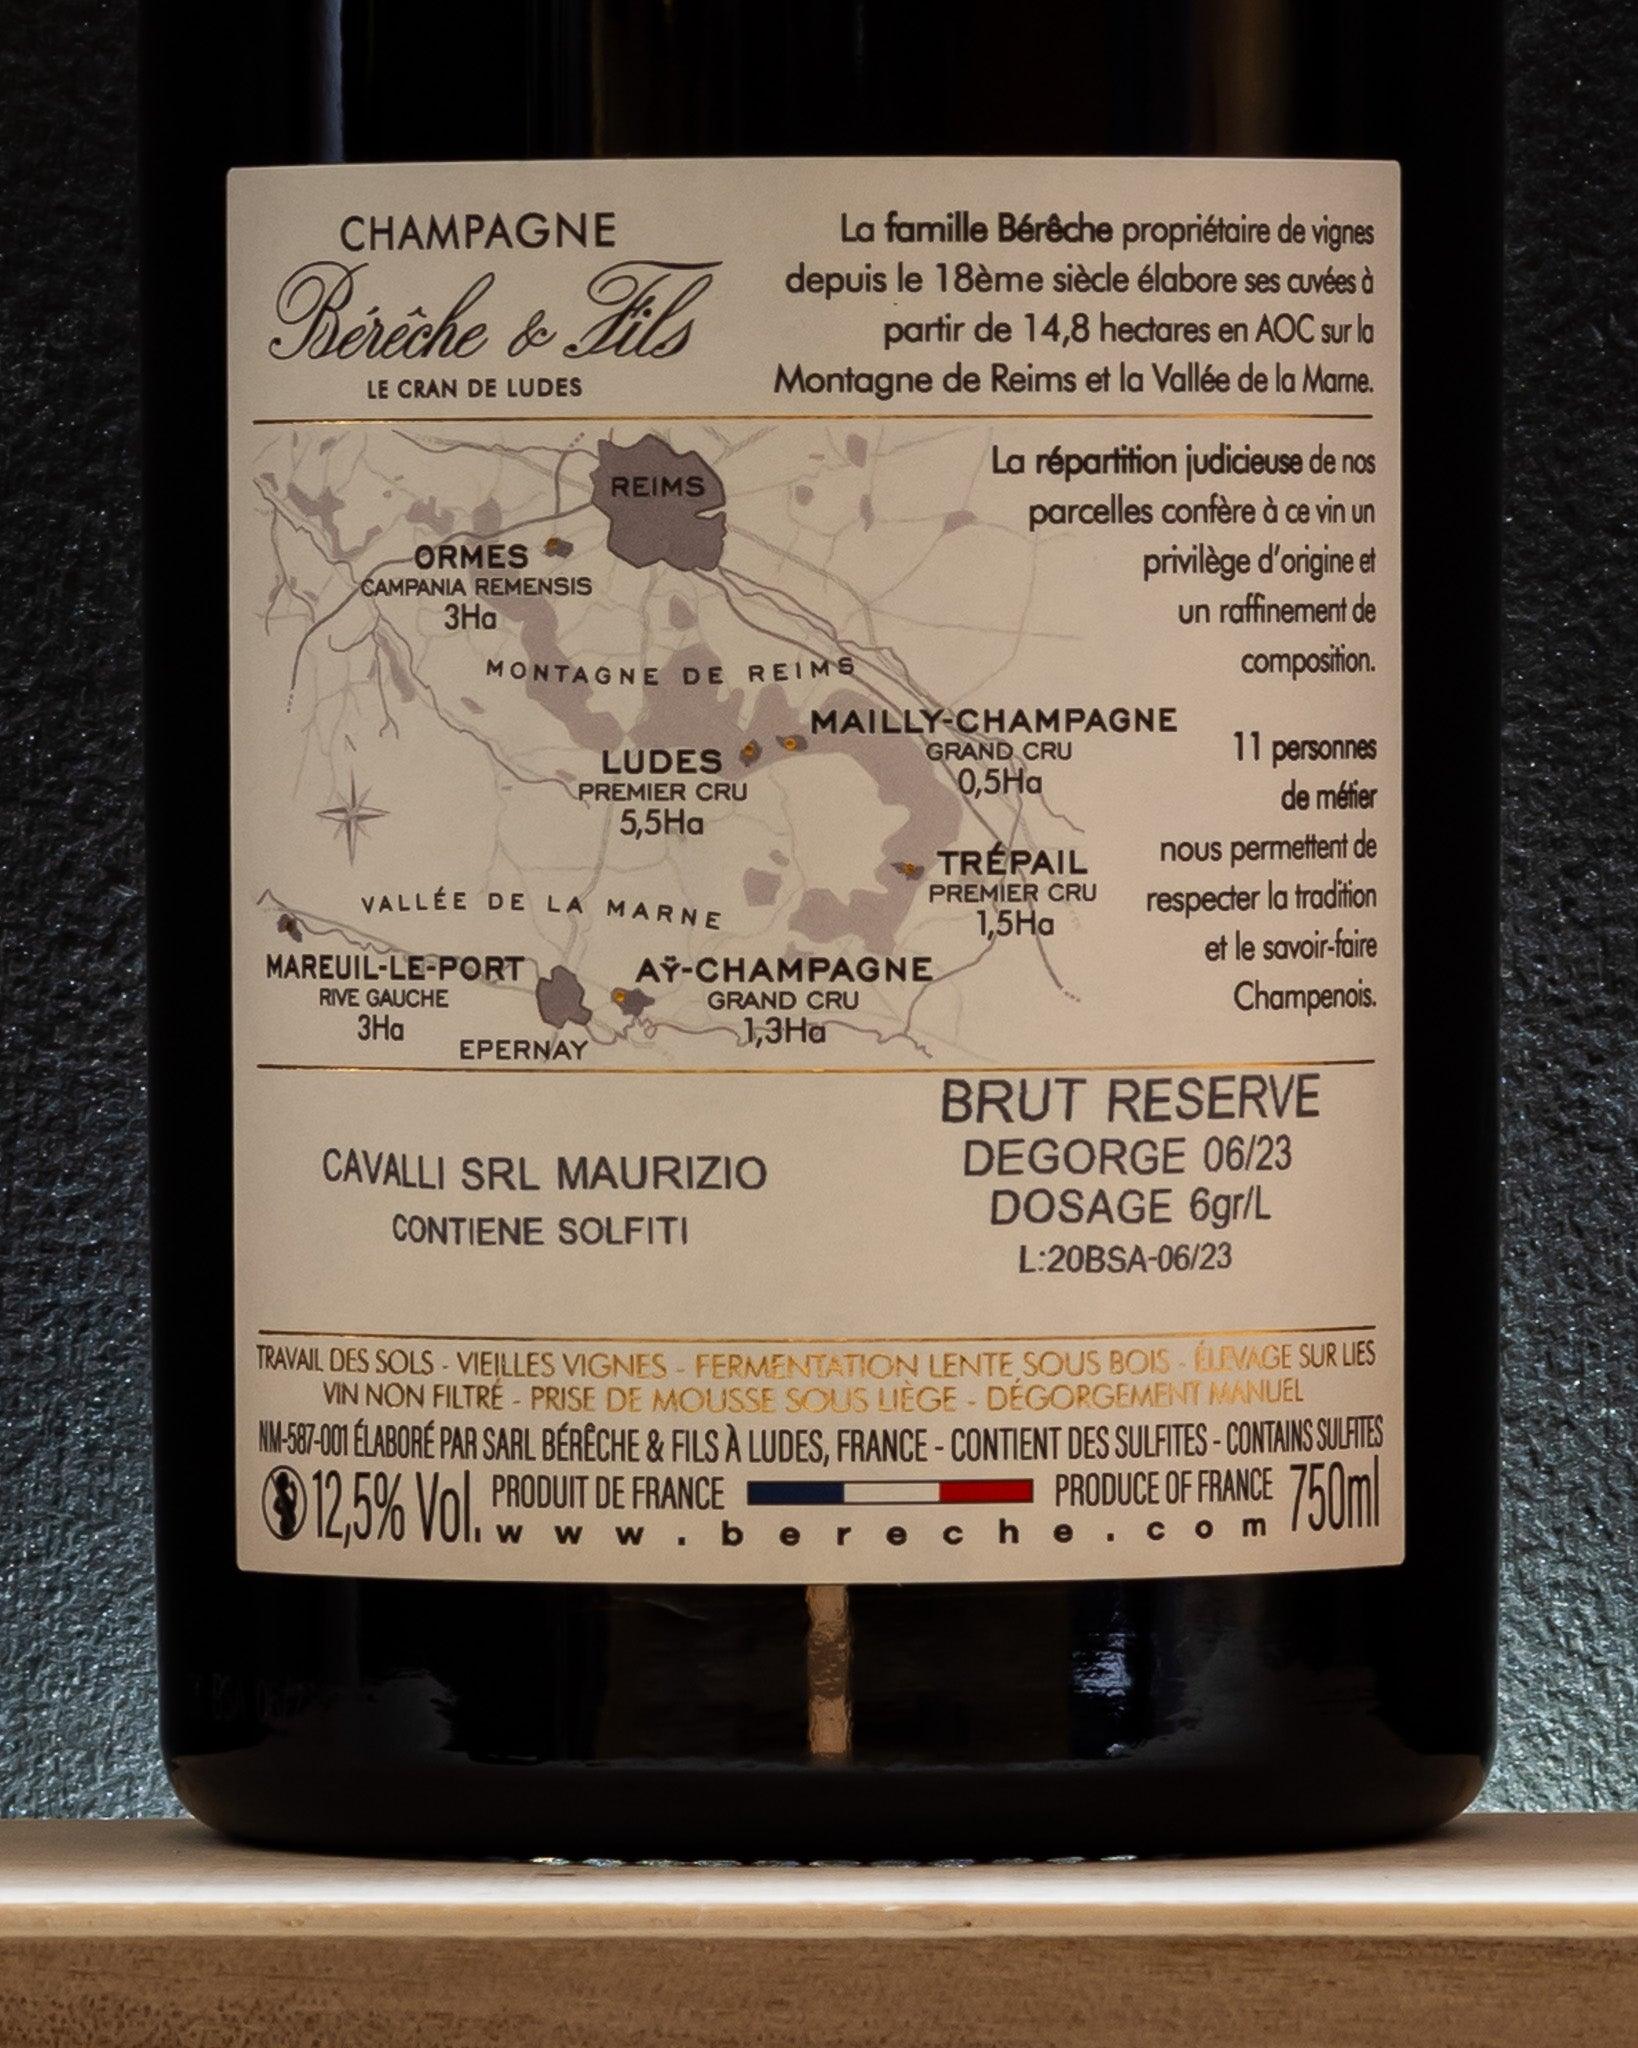 CHAMPAGNE
Bérêche & Fils
LE CRAN DE LUDES
La famille Bérêche propriétaire de vignes
depuis le 18ème siècle élabore ses cuvées à
partir de 14,8 hectares en AOC sur la
Montagne de Reims et la Vallée de la Marne.
REIMS
ORMES
CAMPANIA REMENSIS
3Ha
MONTAGNE DE REIMS
MAILLY-CHAMPAGNE
GRAND CRU
0,5Ha
LUDES
PREMIER CRU
5,5Ha
TRÉPAIL
PREMIER CRU
1,5Ha
VALLÉE DE LA MARNE
MAREUIL-LE-PORT
RIVE GAUCHE
3Ha
AŸ-CHAMPAGNE
GRAND CRU
1,3Ha
EPERNAY
La répartition judicieuse de nos
parcelles confère à ce vin un
privilège d'origine et
un raffinement de
composition.
11 personnes
de métier
nous permettent de
respecter la tradition
et le savoir-faire
Champenois.
CAVALLI SRL MAURIZIO
CONTIENE SOLFITI
BRUT RESERVE
DEGORGE 06/23
DOSAGE 6gr/L
L:20BSA-06/23
TRAVAIL DES SOLS - VIEILLES VIGNES - FERMENTATION LENTE SOUS BOIS - ÉLEVAGE SUR LIES
VIN NON FILTRÉ - PRISE DE MOUSSE SOUS LIÈGE - DÉGORGEMENT MANUEL
NM-587-001 ÉLABORÉ PAR SARL BÉRÊCHE & FILS À LUDES, FRANCE - CONTIENT DES SULFITES - CONTAINS SULFITES
12,5% Vol. PRODUIT DE FRANCE PRODUCE OF FRANCE 750ml
www.bereche.com